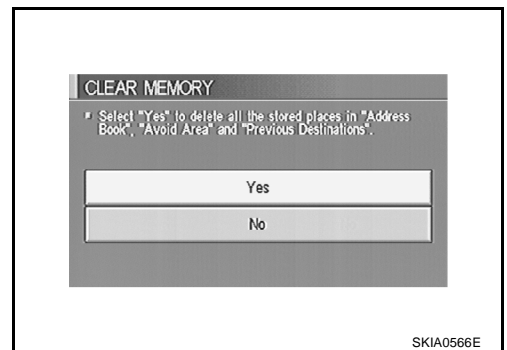 CLEAR MEMORY
Select "Yes" to delete all the stored places in "Address
Book", "Avoid Area" and "Previous Destinations".
Yes
No
SKIA0566E